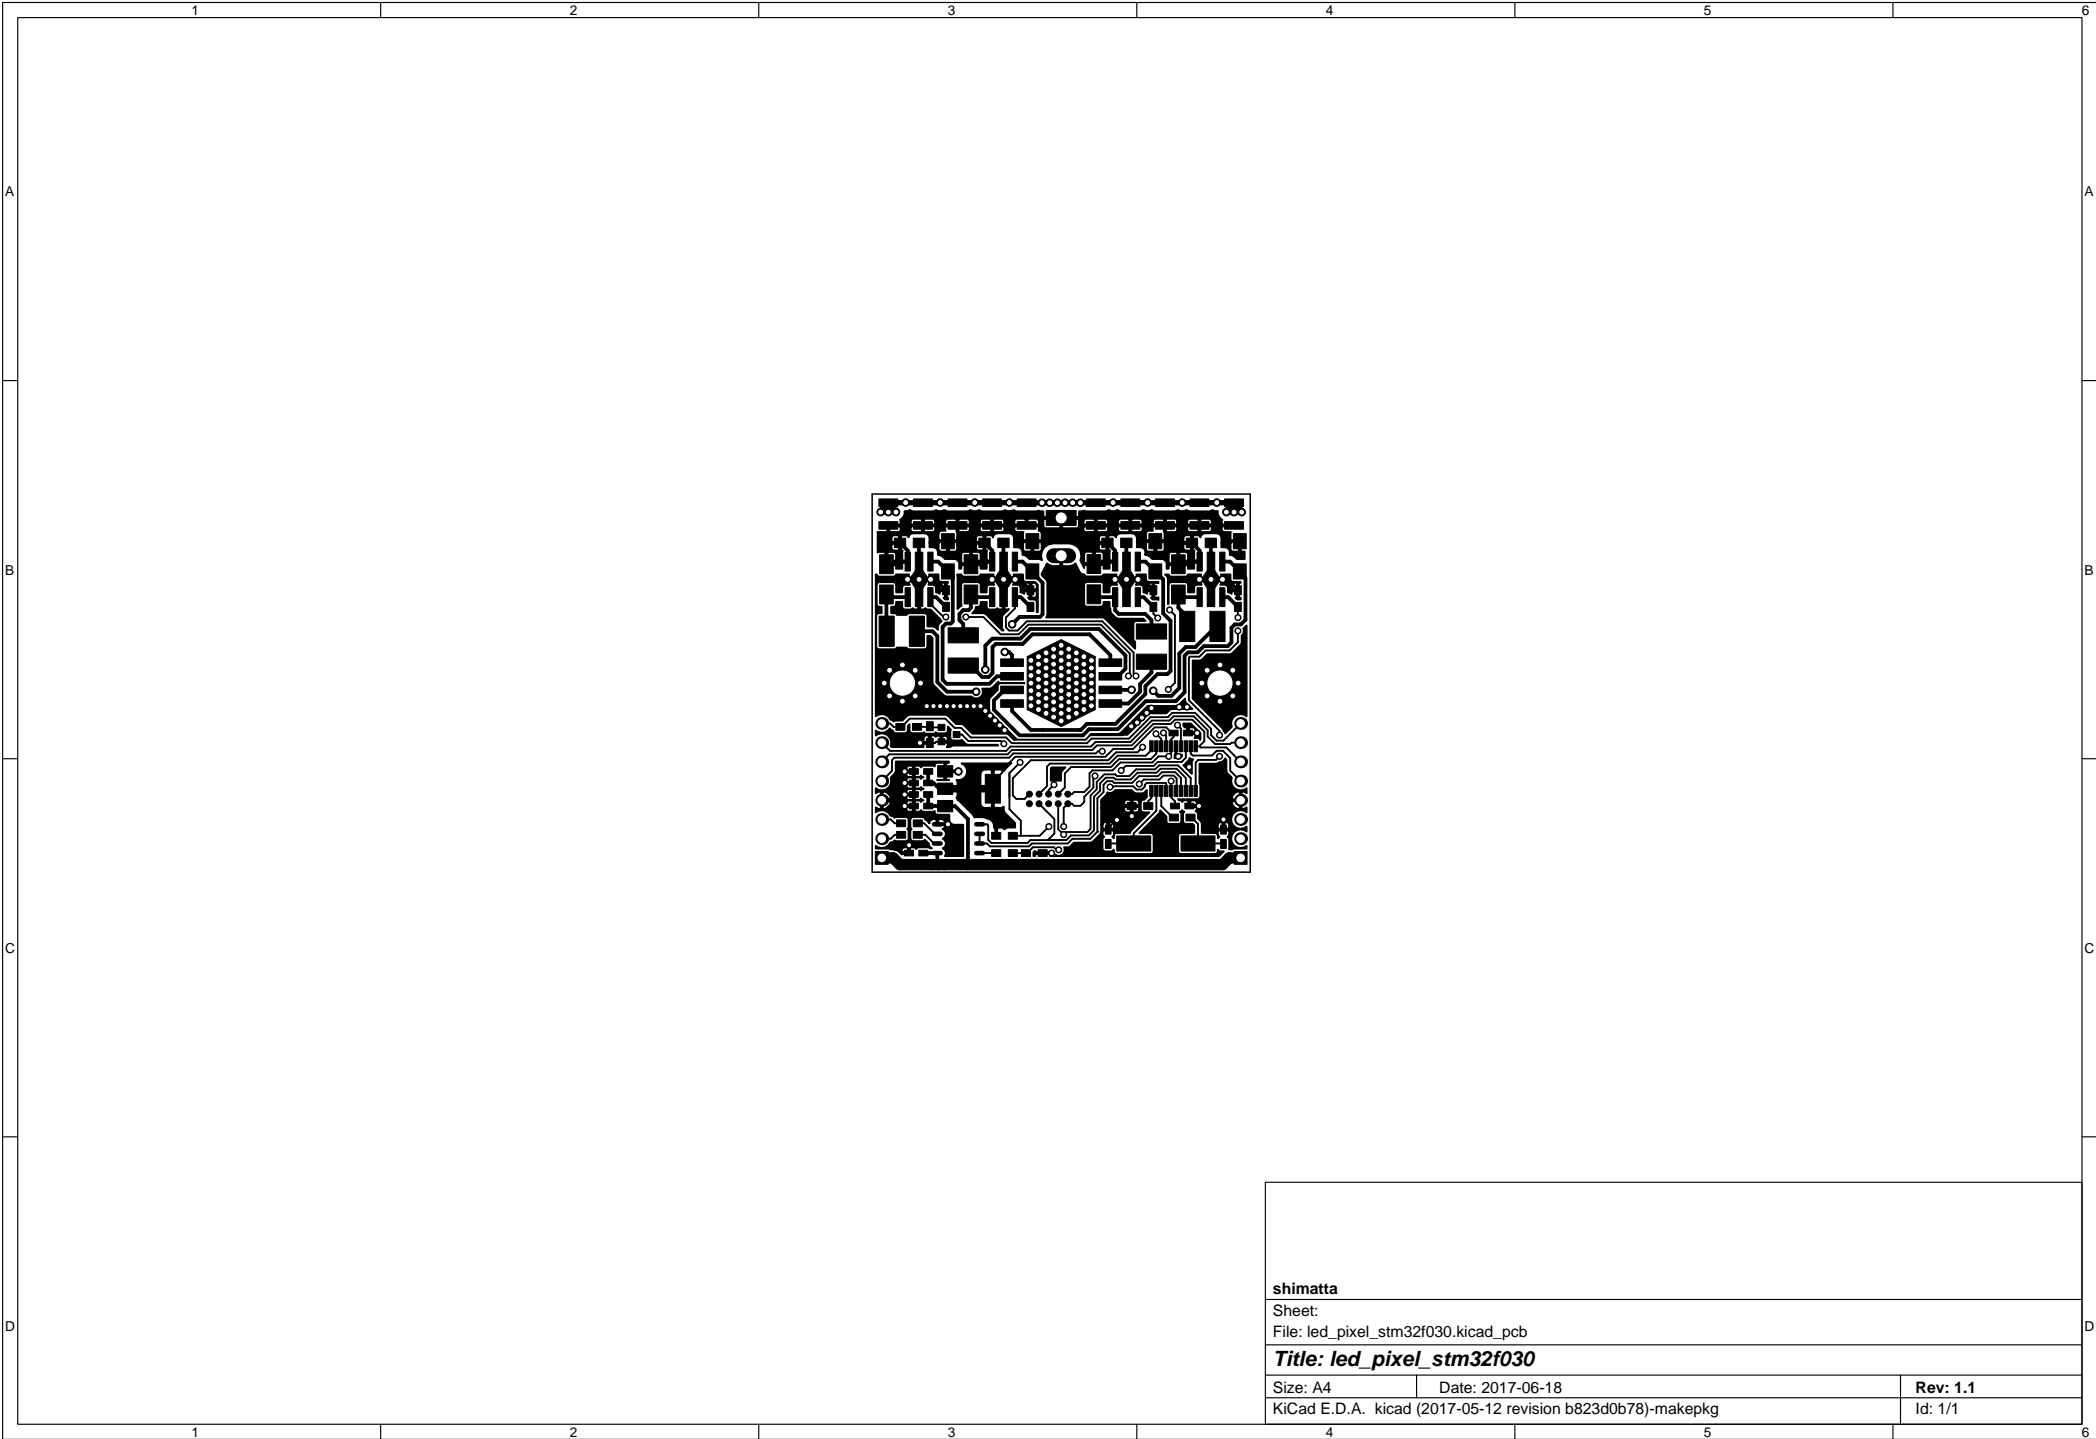 1 2 3 4 5 6
A A
B B
C C
D D
shimatta
Sheet:
File: led_pixel_stm32f030.kicad_pcb
Title: led_pixel_stm32f030
Size: A4 Date: 2017-06-18 Rev: 1.1
KiCad E.D.A. kicad (2017-05-12 revision b823d0b78)-makepkg Id: 1/1
1 2 3 4 5 6